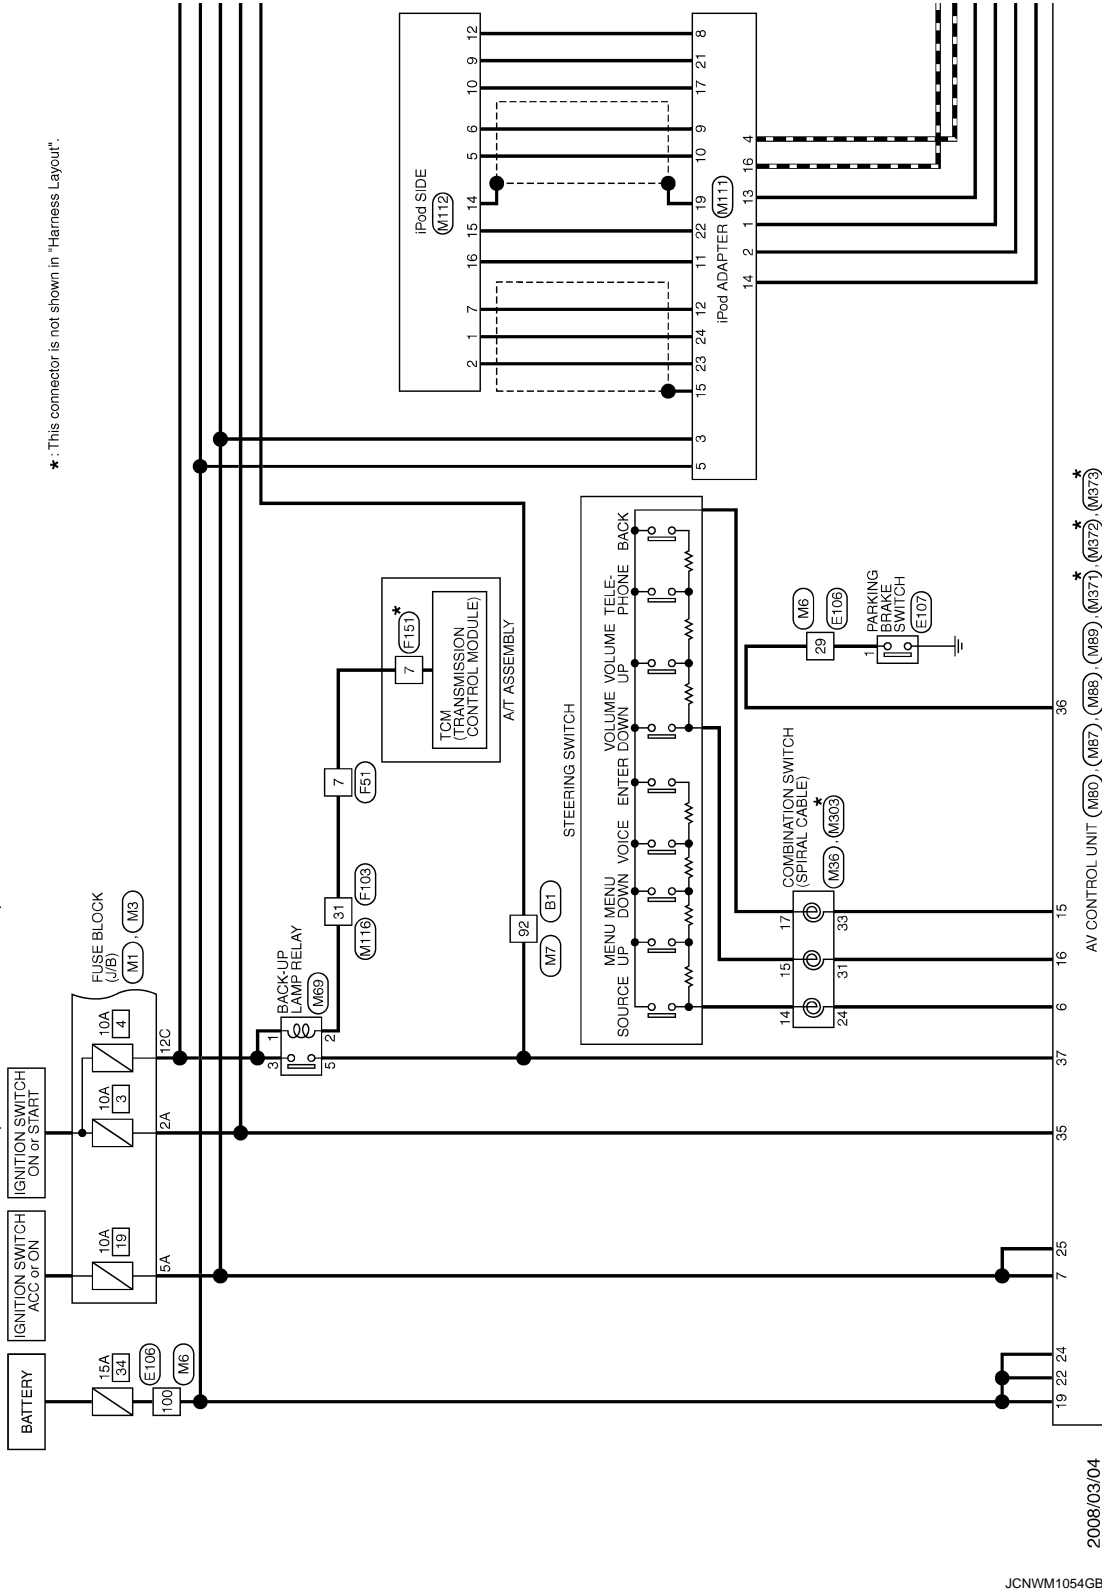 BATTERY
15A
34
E106
100
M6
IGNITION SWITCH
ACC or ON
10A
19
5A
IGNITION SWITCH
ON or START
10A
3
2A
10A
4
12C
FUSE BLOCK
(J/B)
M1 , M3
* : This connector is not shown in "Harness Layout".
BACK-UP
LAMP RELAY
M69
1
2
3
5
31
M116
F103
7
F51
7
F151
*
TCM
(TRANSMISSION
CONTROL MODULE)
A/T ASSEMBLY
92
M7
B1
iPod SIDE
M112
2
1
7
16
15
14
5
6
10
9
12
15
23
24
12
11
22
19
10
9
17
21
8
5
3
iPod ADAPTER
M111
14
2
1
13
16
4
STEERING SWITCH
SOURCE
MENU
UP
MENU
DOWN
VOICE
ENTER
VOLUME
DOWN
VOLUME
UP
TELE-
PHONE
BACK
COMBINATION SWITCH
(SPIRAL CABLE)
M36 , M303
*
14
15
17
24
31
33
M6
29
E106
PARKING
BRAKE
SWITCH
E107
1
19
22
24
7
25
35
37
6
16
15
36
AV CONTROL UNIT M80 , M87 , M88 , M89 , M371 , M372 , M373
*
*
*
2008/03/04
JCNWM1054GB